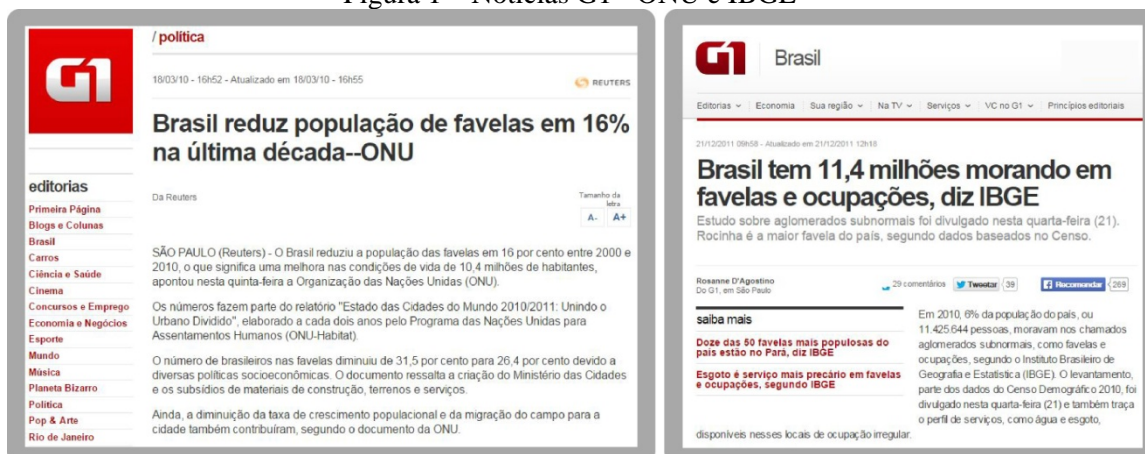 Figura 1 – Notícias G1 - ONU e IBGE
G1
/ política
18/03/10 - 16h52 - Atualizado em 18/03/10 - 16h55
REUTERS
Brasil reduz população de favelas em 16%
na última década--ONU
Da Reuters
Tamanho da
letra
A- A+
SÃO PAULO (Reuters) - O Brasil reduziu a população das favelas em 16 por cento entre 2000 e
2010, o que significa uma melhora nas condições de vida de 10,4 milhões de habitantes,
apontou nesta quinta-feira a Organização das Nações Unidas (ONU).
Os números fazem parte do relatório "Estado das Cidades do Mundo 2010/2011: Unindo o
Urbano Dividido", elaborado a cada dois anos pelo Programa das Nações Unidas para
Assentamentos Humanos (ONU-Habitat).
O número de brasileiros nas favelas diminuiu de 31,5 por cento para 26,4 por cento devido a
diversas políticas socioeconômicas. O documento ressalta a criação do Ministério das Cidades
e os subsídios de materiais de construção, terrenos e serviços.
Ainda, a diminuição da taxa de crescimento populacional e da migração do campo para a
cidade também contribuíram, segundo o documento da ONU.
editorias
Primeira Página
Blogs e Colunas
Brasil
Carros
Ciência e Saúde
Cinema
Concursos e Emprego
Economia e Negócios
Esporte
Mundo
Música
Planeta Bizarro
Política
Pop & Arte
Rio de Janeiro
G1 Brasil
Editorias Economia Sua região Na TV Serviços VC no G1 Princípios editoriais
21/12/2011 09h58 - Atualizado em 21/12/2011 12h18
Brasil tem 11,4 milhões morando em
favelas e ocupações, diz IBGE
Estudo sobre aglomerados subnormais foi divulgado nesta quarta-feira (21).
Rocinha é a maior favela do país, segundo dados baseados no Censo.
Rosanne D'Agostino
Do G1, em São Paulo
29 comentários Tweetar 39 Recomendar 269
saiba mais
Doze das 50 favelas mais populosas do
país estão no Pará, diz IBGE
Esgoto é serviço mais precário em favelas
e ocupações, segundo IBGE
Em 2010, 6% da população do país, ou
11.425.644 pessoas, moravam nos chamados
aglomerados subnormais, como favelas e
ocupações, segundo o Instituto Brasileiro de
Geografia e Estatística (IBGE). O levantamento,
parte dos dados do Censo Demográfico 2010, foi
divulgado nesta quarta-feira (21) e também traça
o perfil de serviços, como água e esgoto,
disponíveis nesses locais de ocupação irregular.